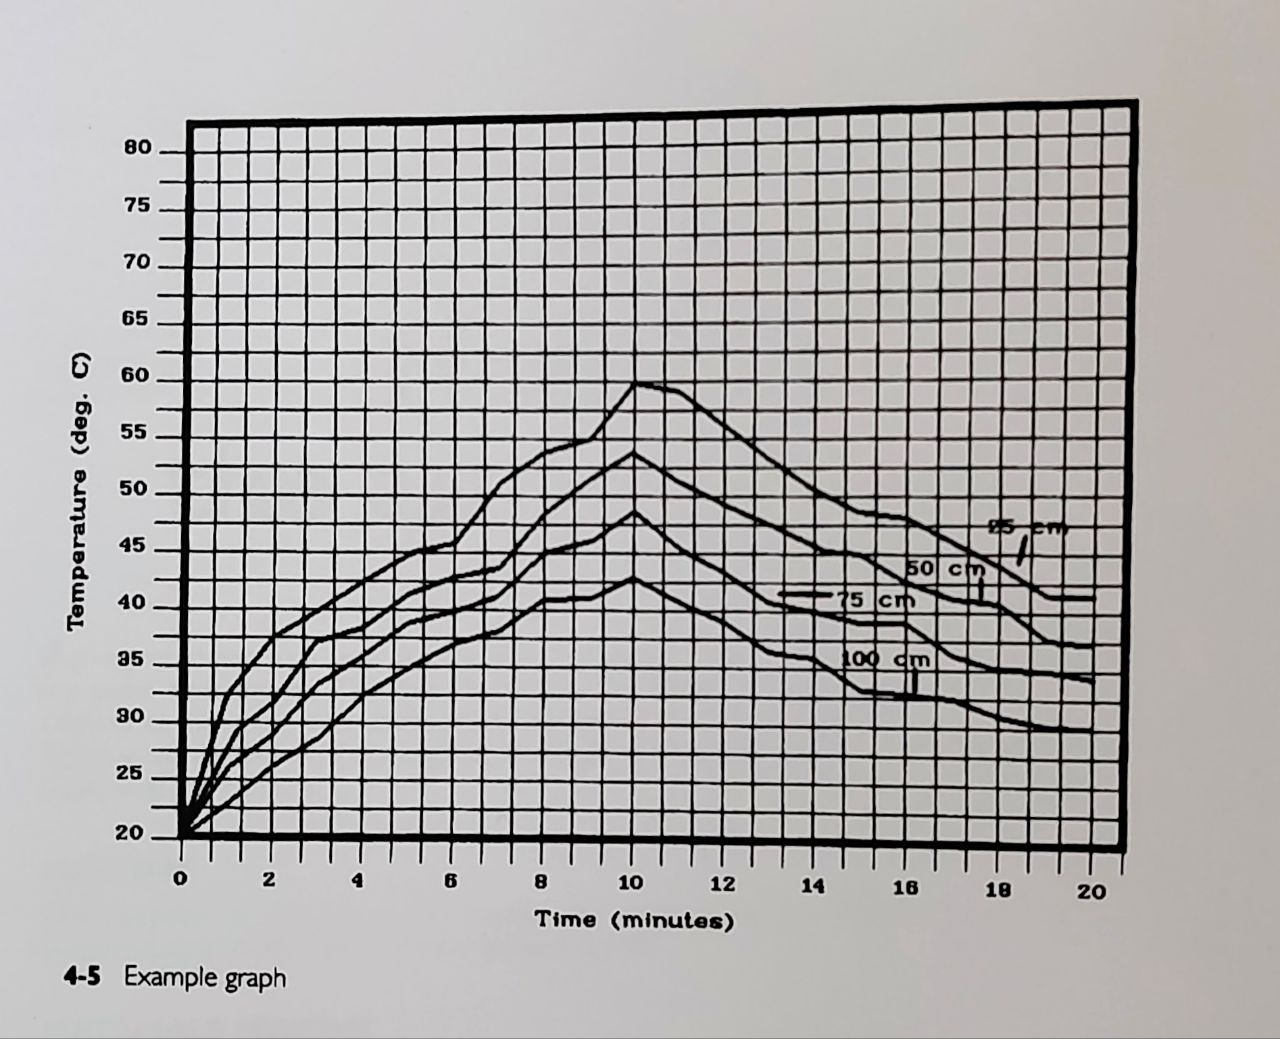 80
75
70
65
60
55
50
45
40
35
30
25
20
Temperature (deg. C)
25 cm
50 cm
75 cm
100 cm
0 2 4 6 8 10 12 14 16 18 20
Time (minutes)
4-5 Example graph